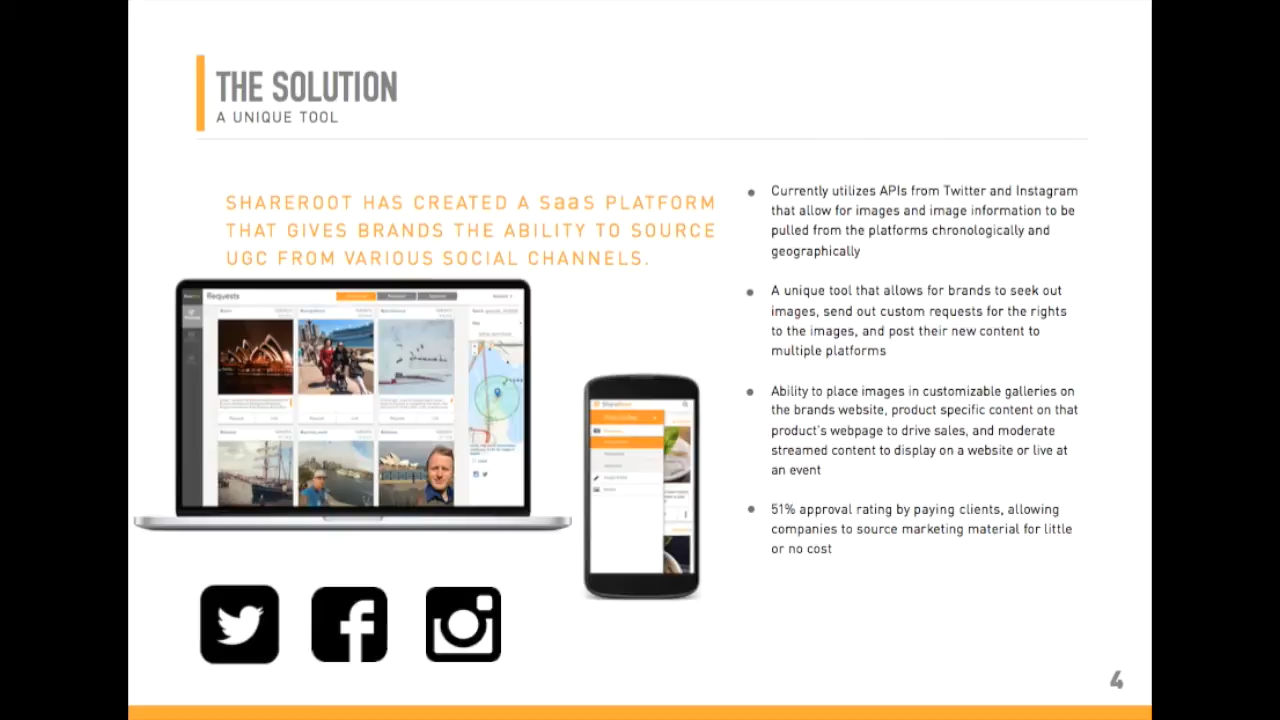 THE SOLUTION
A UNIQUE TOOL
SHAREROOT HAS CREATED A SaaS PLATFORM
THAT GIVES BRANDS THE ABILITY TO SOURCE
UGC FROM VARIOUS SOCIAL CHANNELS.
Requests
ShareRoot
Currently utilizes APIs from Twitter and Instagram
that allow for images and image information to be
pulled from the platforms chronologically and
geographically
A unique tool that allows for brands to seek out
images, send out custom requests for the rights
to the images, and post their new content to
multiple platforms
Ability to place images in customizable galleries on
the brands website, product specific content on that
product's webpage to drive sales, and moderate
streamed content to display on a website or live at
an event
51% approval rating by paying clients, allowing
companies to source marketing material for little
or no cost
4